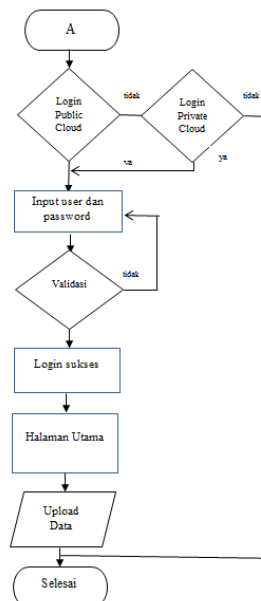 A
tidak
tidak
Login
Public
Cloud
Login
Private
Cloud
ya
ya
Input user dan
password
tidak
Validasi
Login sukses
Halaman Utama
Upload
Data
Selesai